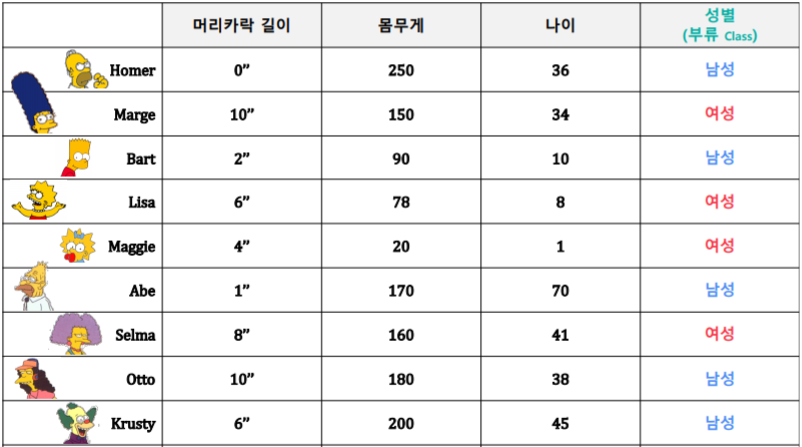 머리카락 길이 몸무게 나이 성별
(부류 Class)
Homer 0” 250 36 남성
Marge 10” 150 34 여성
Bart 2” 90 10 남성
Lisa 6” 78 8 여성
Maggie 4” 20 1 여성
Abe 1” 170 70 남성
Selma 8” 160 41 여성
Otto 10” 180 38 남성
Krusty 6” 200 45 남성